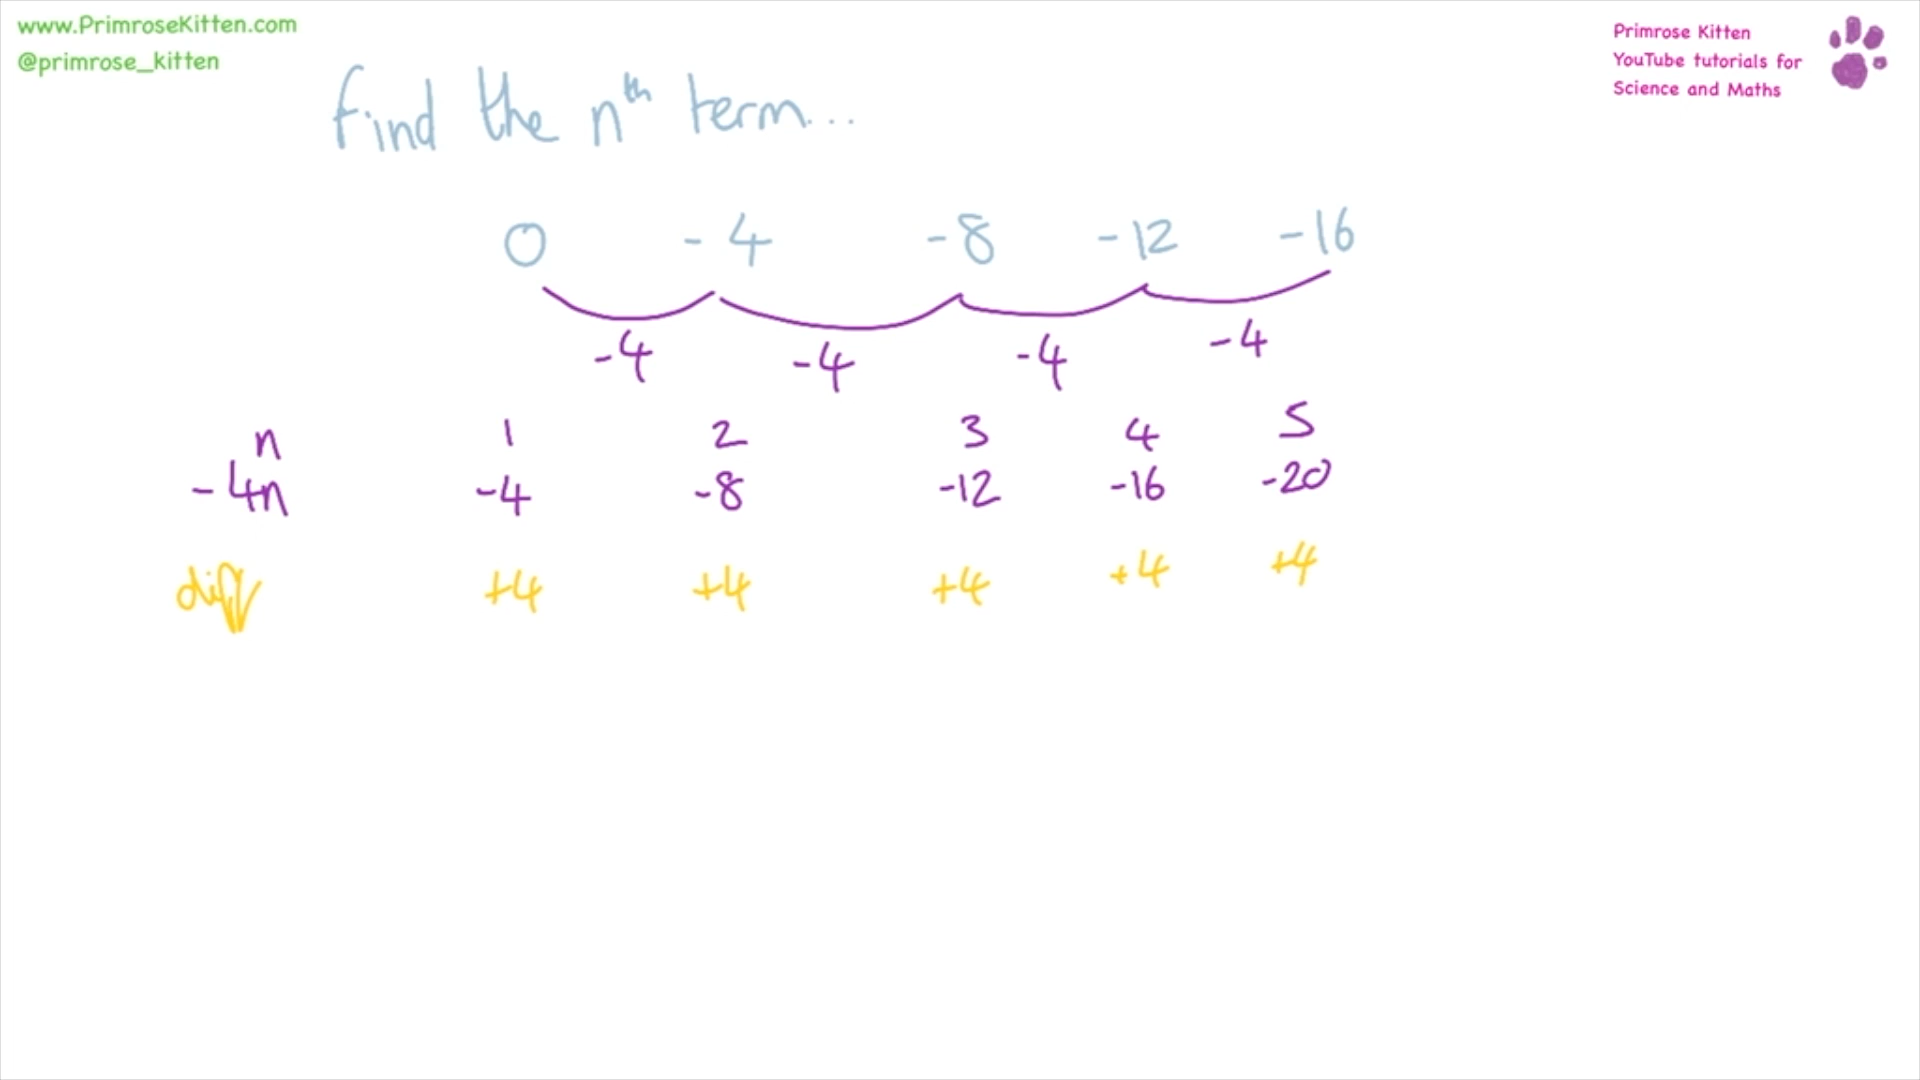 www.PrimroseKitten.com
@primrose_kitten
Primrose Kitten
YouTube tutorials for
Science and Maths
find the nth term...
0 -4 -8 -12 -16
-4 -4 -4 -4
n 1 2 3 4 5
-4n -4 -8 -12 -16 -20
diff +4 +4 +4 +4 +4